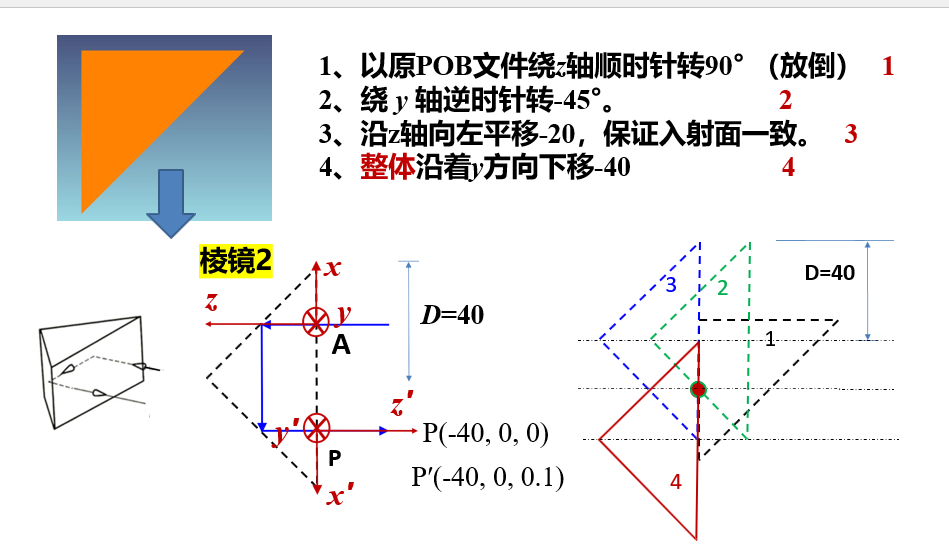 1、以原POB文件绕z轴顺时针转90°（放倒） 1
2、绕 y 轴逆时针转-45°。 2
3、沿z轴向左平移-20，保证入射面一致。 3
4、整体沿着y方向下移-40 4
棱镜2
x
z
y
A
D=40
z′
y′
P
P(-40, 0, 0)
P′(-40, 0, 0.1)
x′
D=40
3
2
1
4